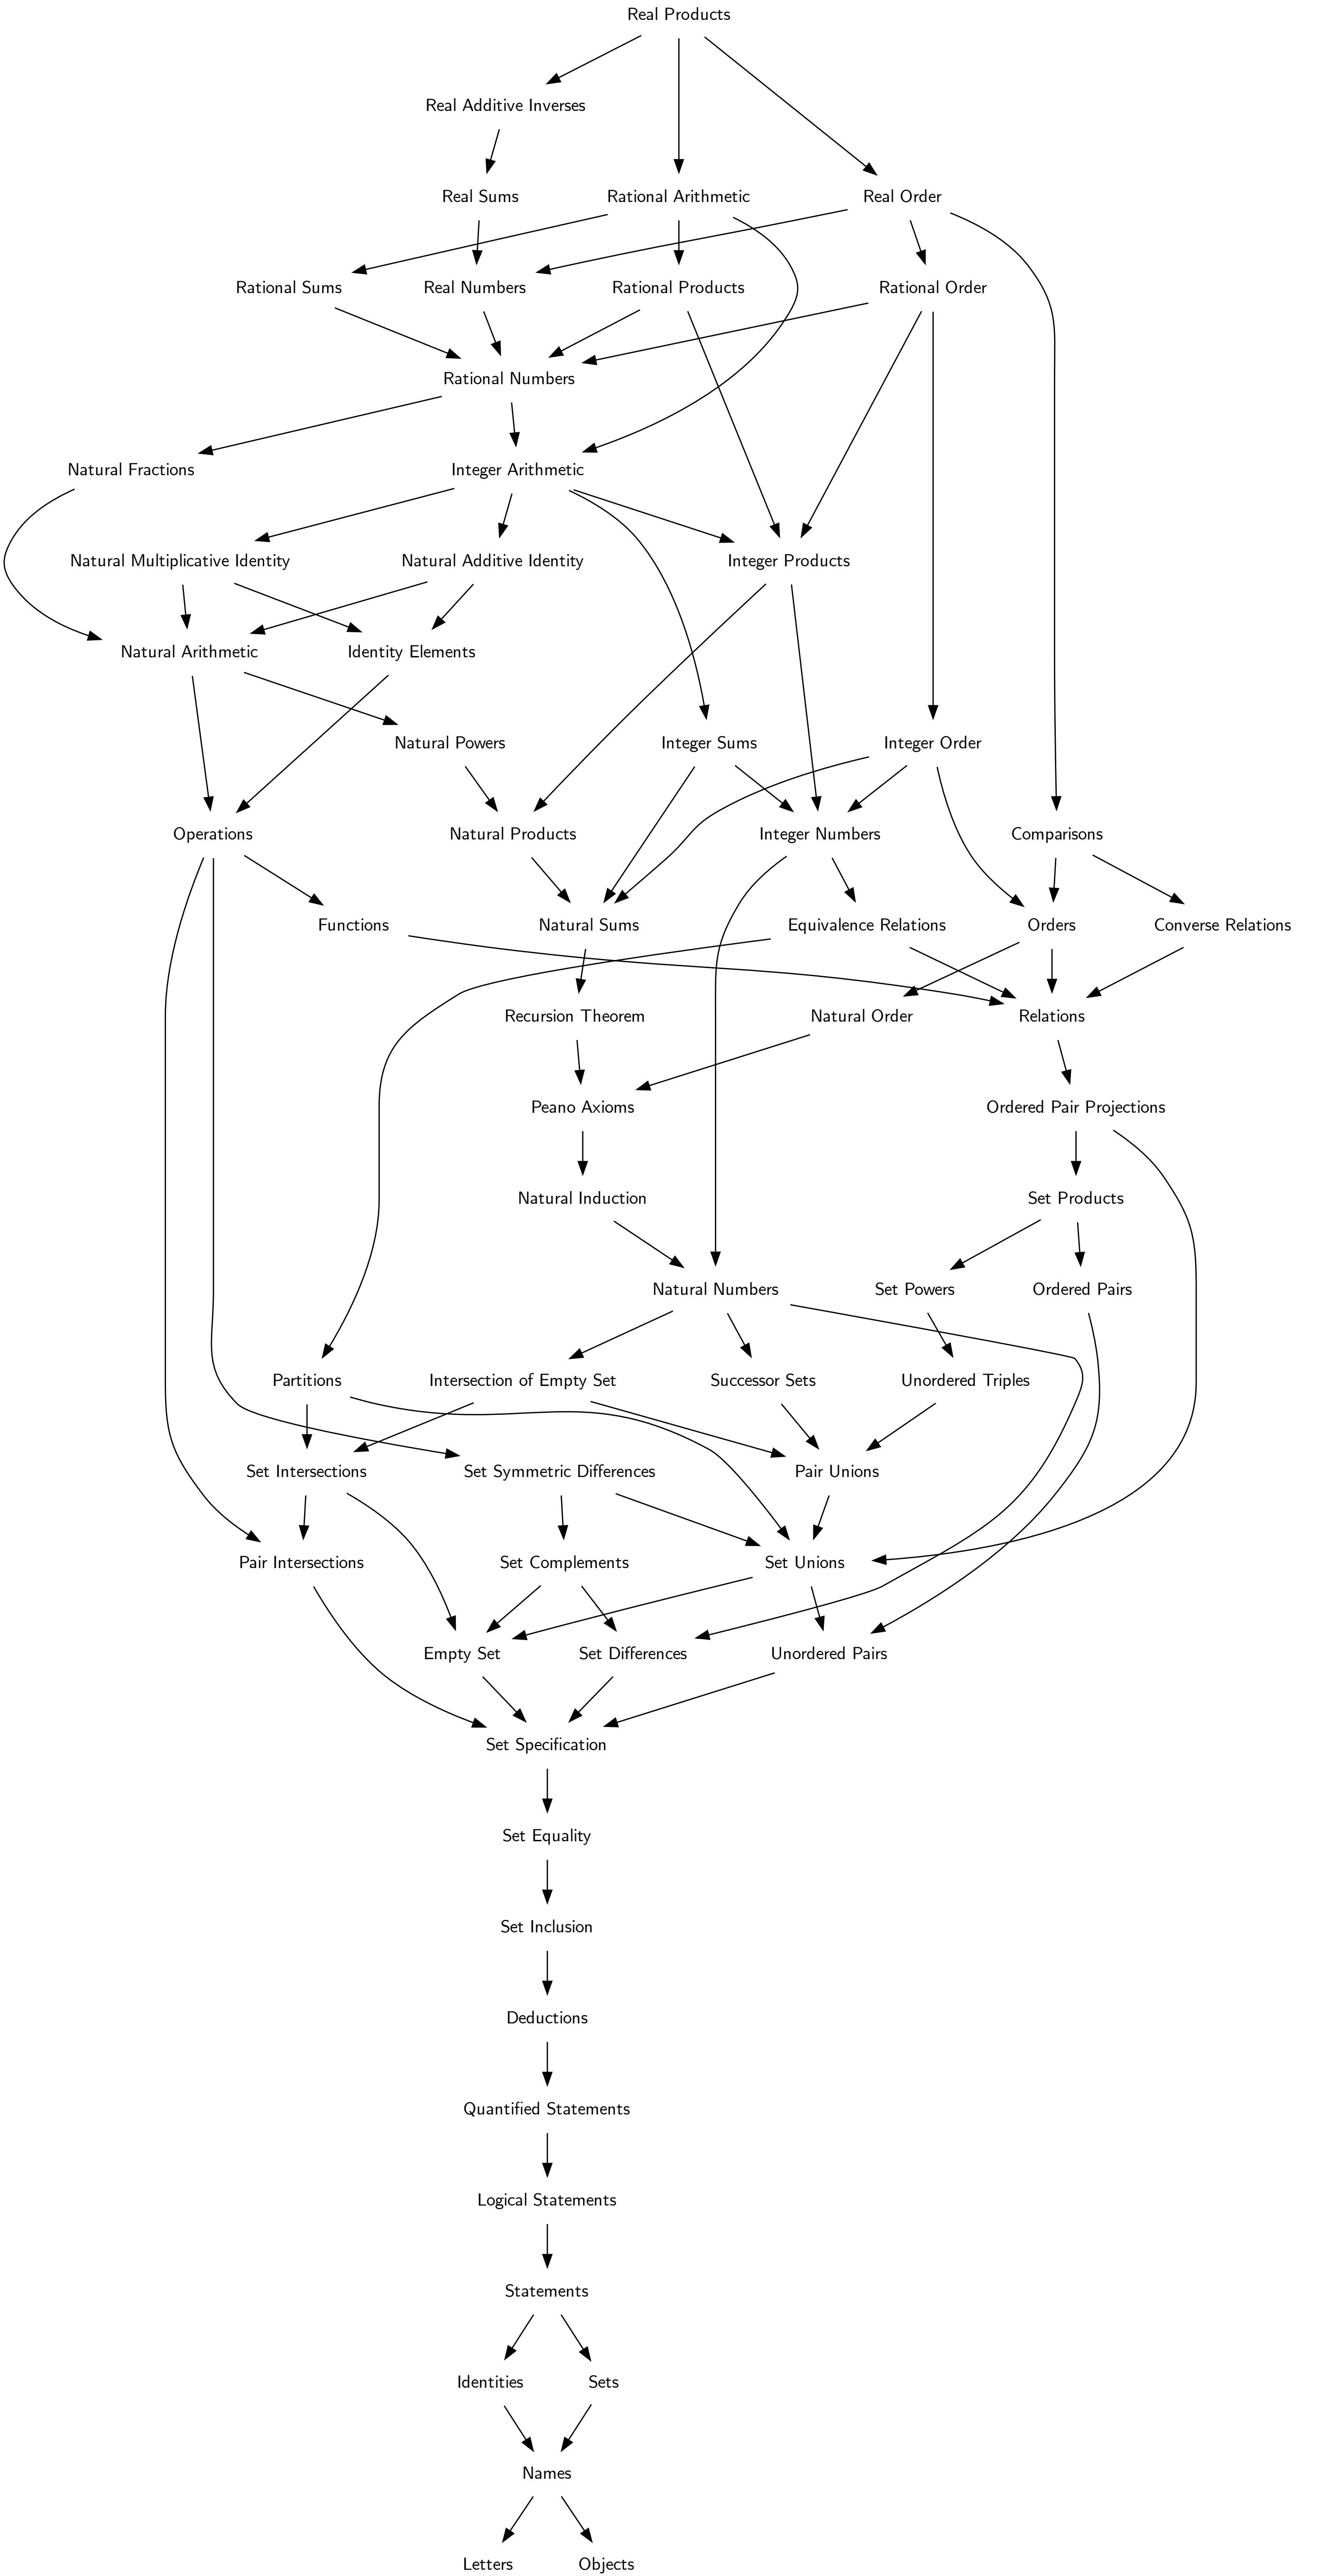 Real Products
Real Additive Inverses
Real Sums
Rational Arithmetic
Real Order
Rational Sums
Real Numbers
Rational Products
Rational Order
Rational Numbers
Natural Fractions
Integer Arithmetic
Natural Multiplicative Identity
Natural Additive Identity
Integer Products
Natural Arithmetic
Identity Elements
Natural Powers
Integer Sums
Integer Order
Operations
Natural Products
Integer Numbers
Comparisons
Functions
Natural Sums
Equivalence Relations
Orders
Converse Relations
Recursion Theorem
Natural Order
Relations
Peano Axioms
Ordered Pair Projections
Natural Induction
Set Products
Natural Numbers
Set Powers
Ordered Pairs
Partitions
Intersection of Empty Set
Successor Sets
Unordered Triples
Set Intersections
Set Symmetric Differences
Pair Unions
Pair Intersections
Set Complements
Set Unions
Empty Set
Set Differences
Unordered Pairs
Set Specification
Set Equality
Set Inclusion
Deductions
Quantified Statements
Logical Statements
Statements
Identities
Sets
Names
Letters
Objects